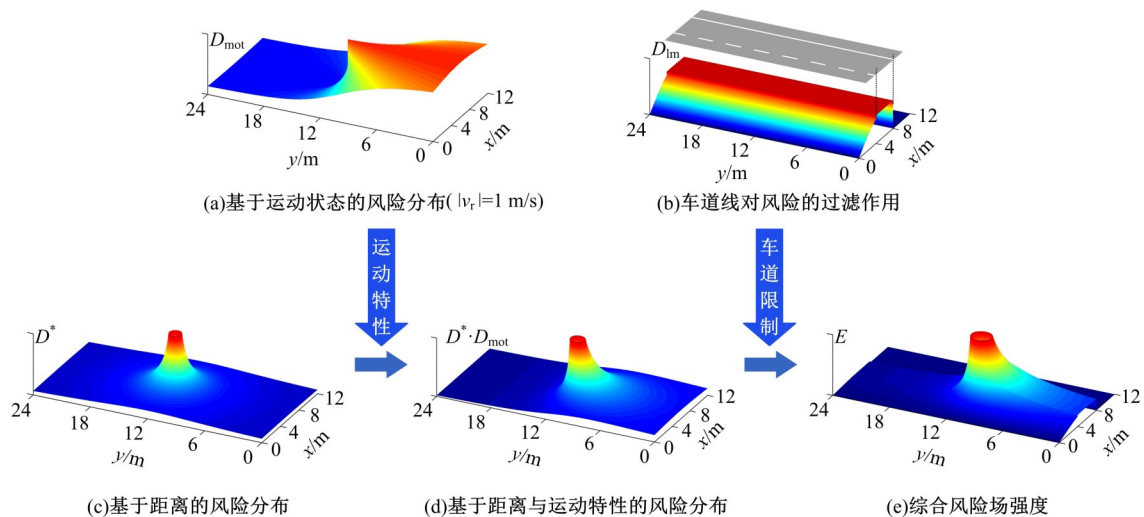 D_mot
24
18
12
6
0
y/m
0
4
8
12
x/m
(a)基于运动状态的风险分布( |v_r|=1 m/s)
D_lm
24
18
12
6
0
y/m
0
4
8
12
x/m
(b)车道线对风险的过滤作用
运动特性
车道限制
D*
24
18
12
6
0
y/m
0
4
8
12
x/m
(c)基于距离的风险分布
D*·D_mot
24
18
12
6
0
y/m
0
4
8
12
x/m
(d)基于距离与运动特性的风险分布
E
24
18
12
6
0
y/m
0
4
8
12
x/m
(e)综合风险场强度